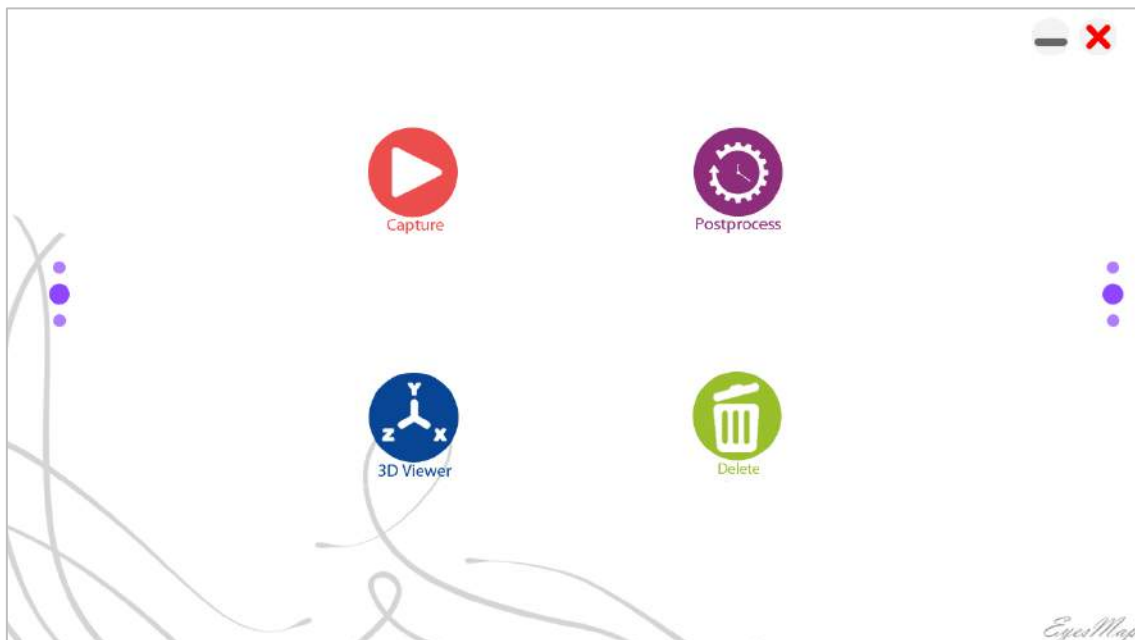 Capture
Postprocess
Y
Z X
3D Viewer
Delete
EyesMap